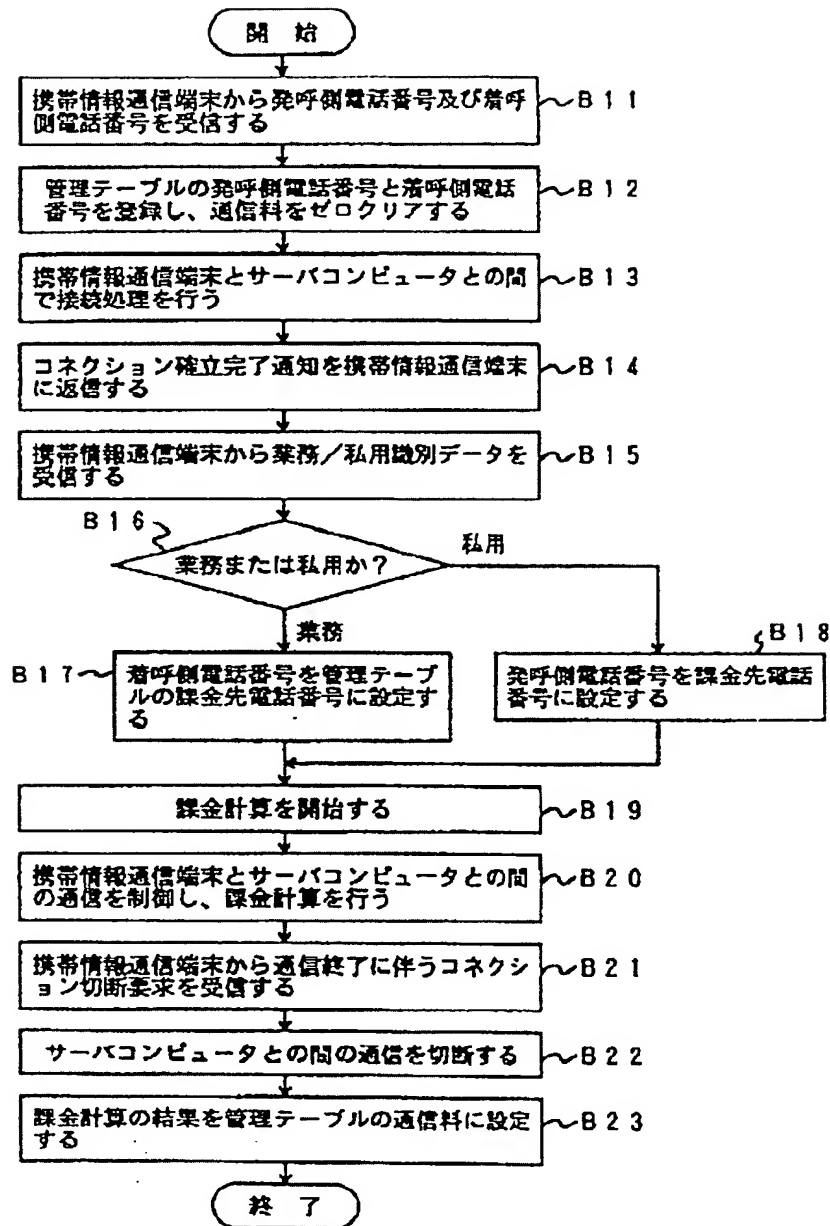 開 始
携帯情報通信端末から発呼側電話番号及び着呼
側電話番号を受信する
B11
管理テーブルの発呼側電話番号と着呼側電話
番号を登録し、通信料をゼロクリアする
B12
携帯情報通信端末とサーバコンピュータとの間
で接続処理を行う
B13
コネクション確立完了通知を携帯情報通信端末
に返信する
B14
携帯情報通信端末から業務/私用識別データを
受信する
B15
B16
業務または私用か?
私用
業務
B17
着呼側電話番号を管理テーブ
ルの課金先電話番号に設定す
る
B18
発呼側電話番号を課金先電話
番号に設定する
課金計算を開始する
B19
携帯情報通信端末とサーバコンピュータとの間
の通信を制御し、課金計算を行う
B20
携帯情報通信端末から通信終了に伴うコネクシ
ョン切断要求を受信する
B21
サーバコンピュータとの間の通信を切断する
B22
課金計算の結果を管理テーブルの通信料に設定
する
B23
終 了